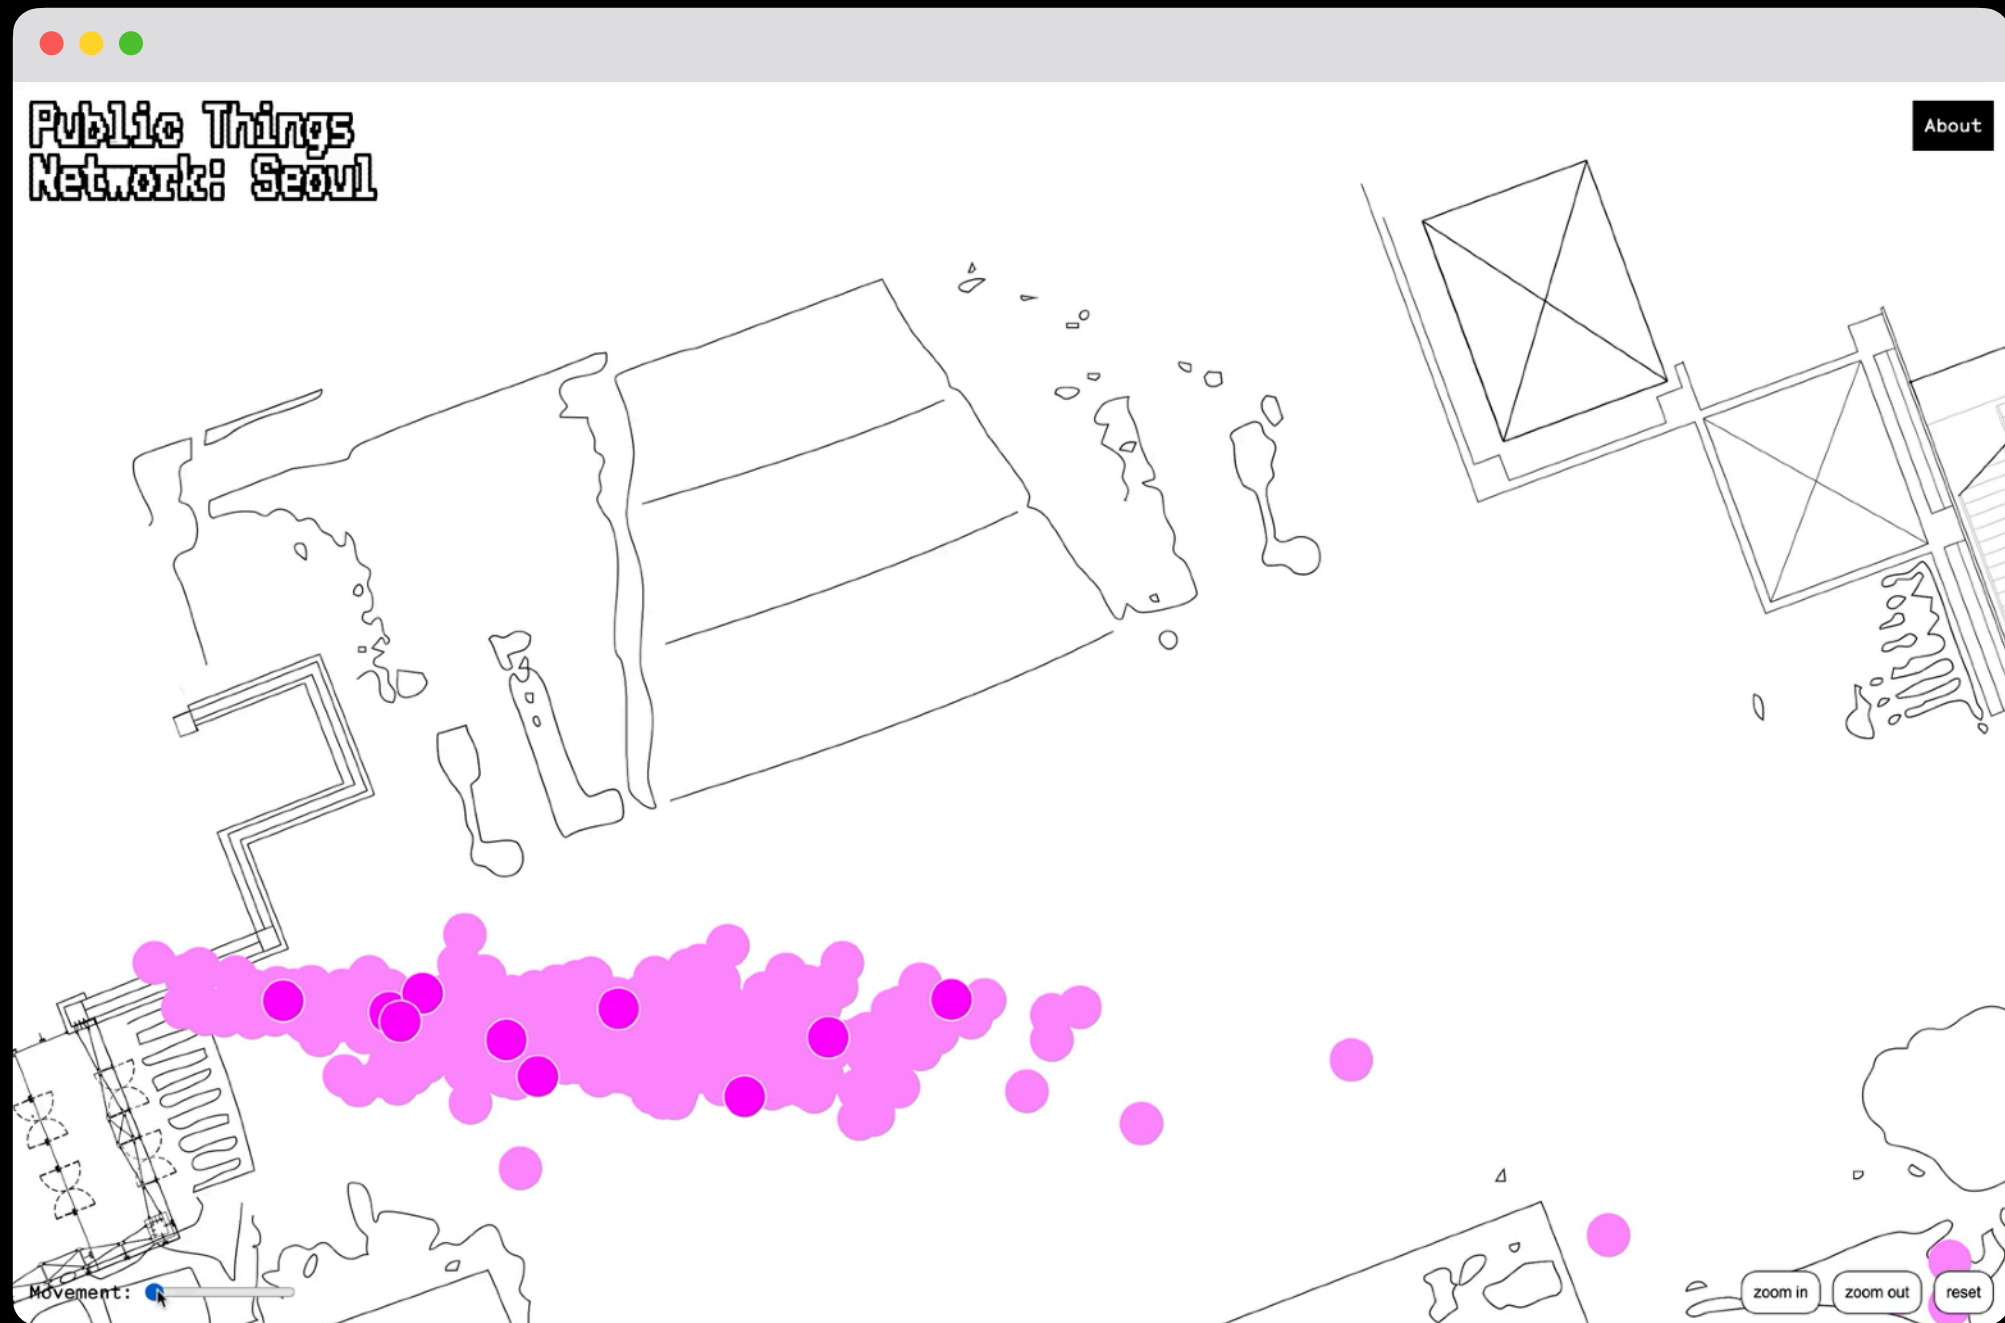 Public Things
Network: Seoul
About
Movement:
zoom in
zoom out
reset